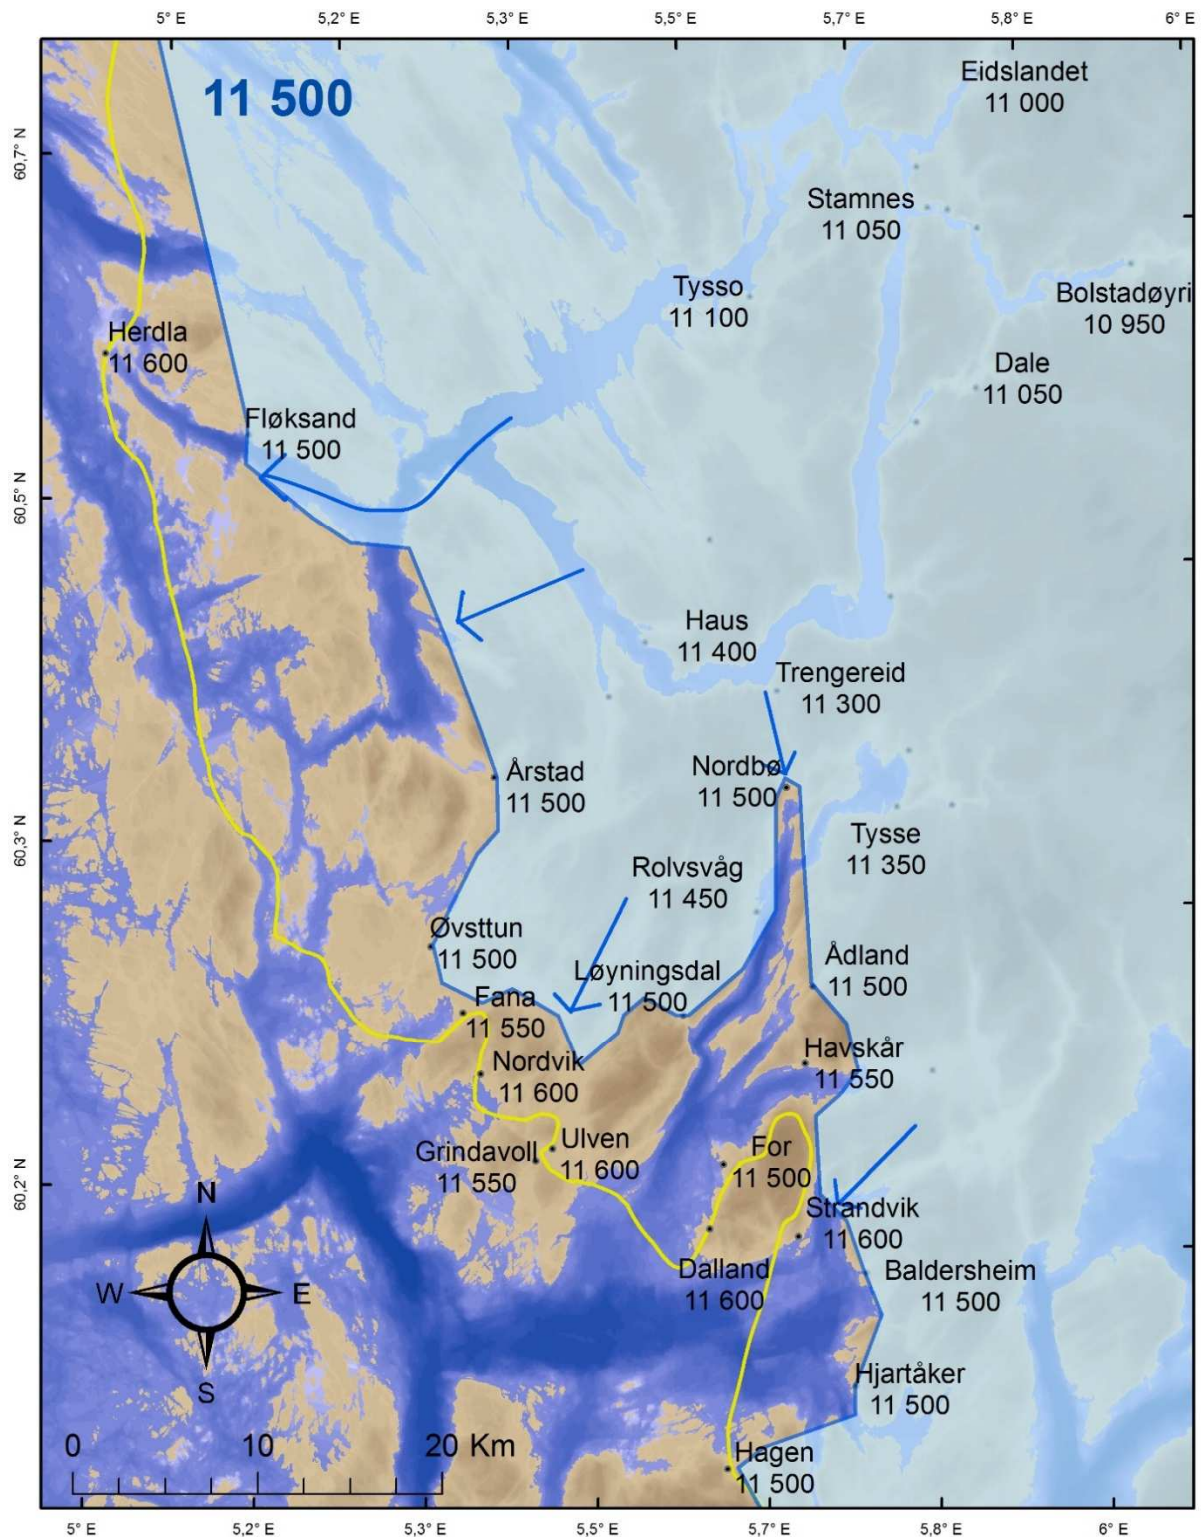 5° E 5,2° E 5,3° E 5,5° E 5,7° E 5,8° E 6° E
11 500
Eidslandet
11 000
60,7° N
Stamnes
11 050
Tysso
11 100
Bolstadøyri
10 950
Herdla
11 600
Dale
11 050
Fløksand
11 500
60,5° N
Haus
11 400
Trengereid
11 300
Nordbø
11 500
Årstad
11 500
60,3° N
Tysse
11 350
Rolvsvåg
11 450
Øvsttun
11 500
Løyningsdal
11 500
Ådland
11 500
Fana
11 550
Havskår
11 550
Nordvik
11 600
Ulven
11 600
Grindavoll
11 550
For
11 500
60,2° N
Strandvik
11 600
Dalland
11 600
Baldersheim
11 500
N
W E
S
Hjartåker
11 500
0 10 20 Km
Hagen
11 500
5° E 5,2° E 5,3° E 5,5° E 5,7° E 5,8° E 6° E